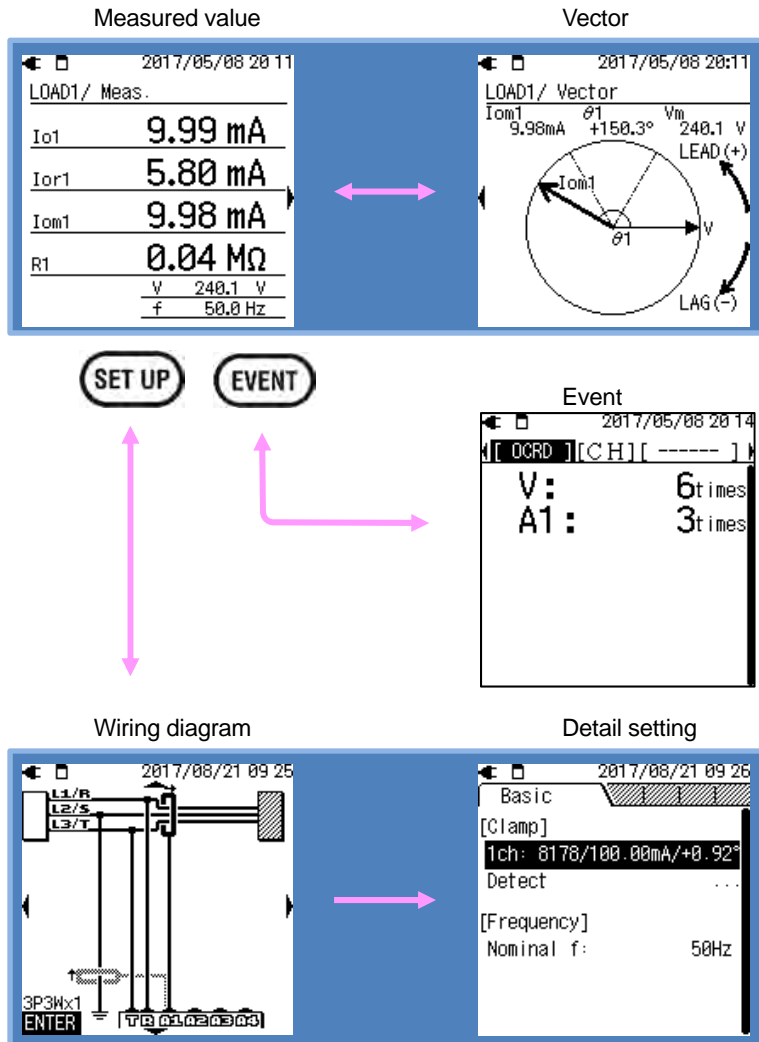 Measured value
2017/05/08 20 11
LOAD1/ Meas.
Io1 9.99 mA
Ior1 5.80 mA
Iom1 9.98 mA
R1 0.04 MΩ
V 240.1 V
f 50.0 Hz
Vector
2017/05/08 20:11
LOAD1/ Vector
Iom1 θ1 Vm
9.98mA +150.3° 240.1 V
LEAD(+)
Iom1
V
θ1
LAG(-)
SET UP
EVENT
Event
2017/05/08 20 14
[ OCRD ][CH][ ------ ]
V: 6times
A1: 3times
Wiring diagram
2017/08/21 09 25
L1/R
L2/S
L3/T
3P3Wx1
ENTER
T R A1 A2 A3 A4
Detail setting
2017/08/21 09 26
Basic
[Clamp]
1ch: 8178/100.00mA/+0.92°
Detect ...
[Frequency]
Nominal f: 50Hz